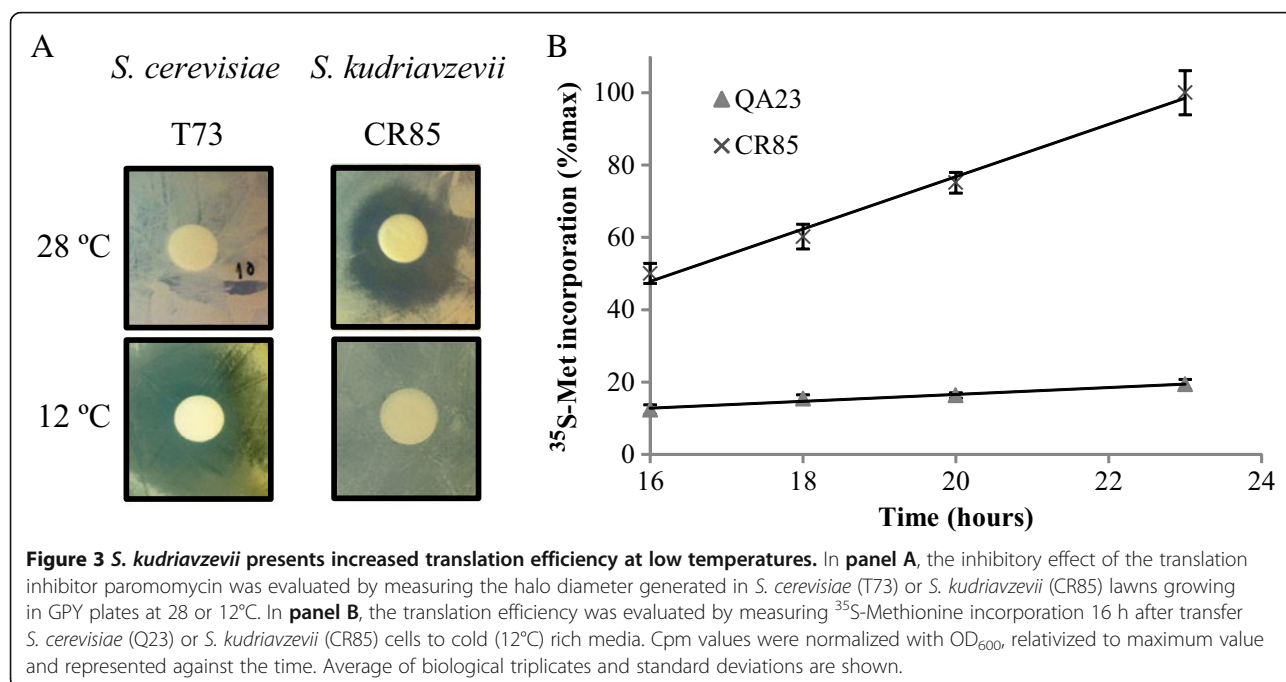 A
S. cerevisiae S. kudriavzevii
T73 CR85
28 ºC
10
12 ºC
B
QA23
CR85
³⁵S-Met incorporation (%max)
100
80
60
40
20
0
16 18 20 22 24
Time (hours)
Figure 3 S. kudriavzevii presents increased translation efficiency at low temperatures. In panel A, the inhibitory effect of the translation
inhibitor paromomycin was evaluated by measuring the halo diameter generated in S. cerevisiae (T73) or S. kudriavzevii (CR85) lawns growing
in GPY plates at 28 or 12°C. In panel B, the translation efficiency was evaluated by measuring ³⁵S-Methionine incorporation 16 h after transfer
S. cerevisiae (Q23) or S. kudriavzevii (CR85) cells to cold (12°C) rich media. Cpm values were normalized with OD₆₀₀, relativized to maximum value
and represented against the time. Average of biological triplicates and standard deviations are shown.